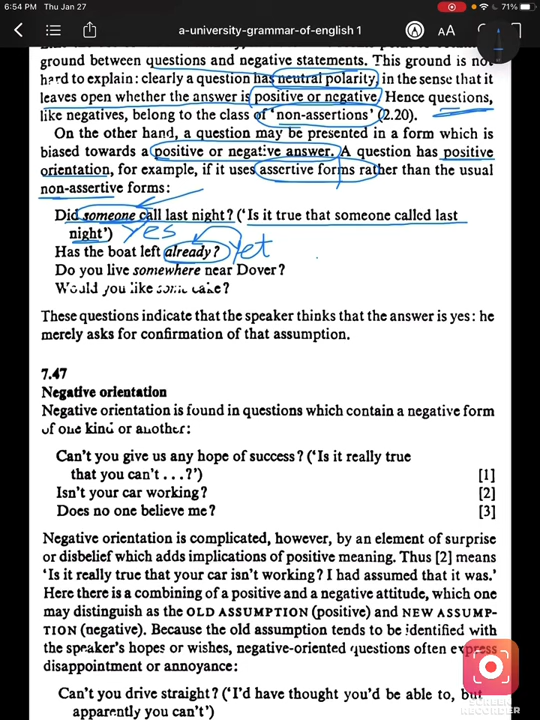 6:54 PM Thu Jan 27
71%
a-university-grammar-of-english 1
AA
ground between questions and negative statements. This ground is not
hard to explain: clearly a question has neutral polarity, in the sense that it
leaves open whether the answer is positive or negative. Hence questions,
like negatives, belong to the class of 'non-assertions' (2.20).
On the other hand, a question may be presented in a form which is
biased towards a positive or negative answer. A question has positive
orientation, for example, if it uses assertive forms rather than the usual
non-assertive forms:
Did someone call last night? ('Is it true that someone called last
night') Yes
Has the boat left already? Yet
Do you live somewhere near Dover?
Would you like some cake?
These questions indicate that the speaker thinks that the answer is yes: he
merely asks for confirmation of that assumption.
7.47
Negative orientation
Negative orientation is found in questions which contain a negative form
of one kind or another:
Can't you give us any hope of success? ('Is it really true
that you can't . . .?') [1]
Isn't your car working? [2]
Does no one believe me? [3]
Negative orientation is complicated, however, by an element of surprise
or disbelief which adds implications of positive meaning. Thus [2] means
'Is it really true that your car isn't working? I had assumed that it was.'
Here there is a combining of a positive and a negative attitude, which one
may distinguish as the OLD ASSUMPTION (positive) and NEW ASSUMP-
TION (negative). Because the old assumption tends to be identified with
the speaker's hopes or wishes, negative-oriented questions often express
disappointment or annoyance:
Can't you drive straight? ('I'd have thought you'd be able to, but
apparently you can't')
SCREEN
RECORDER